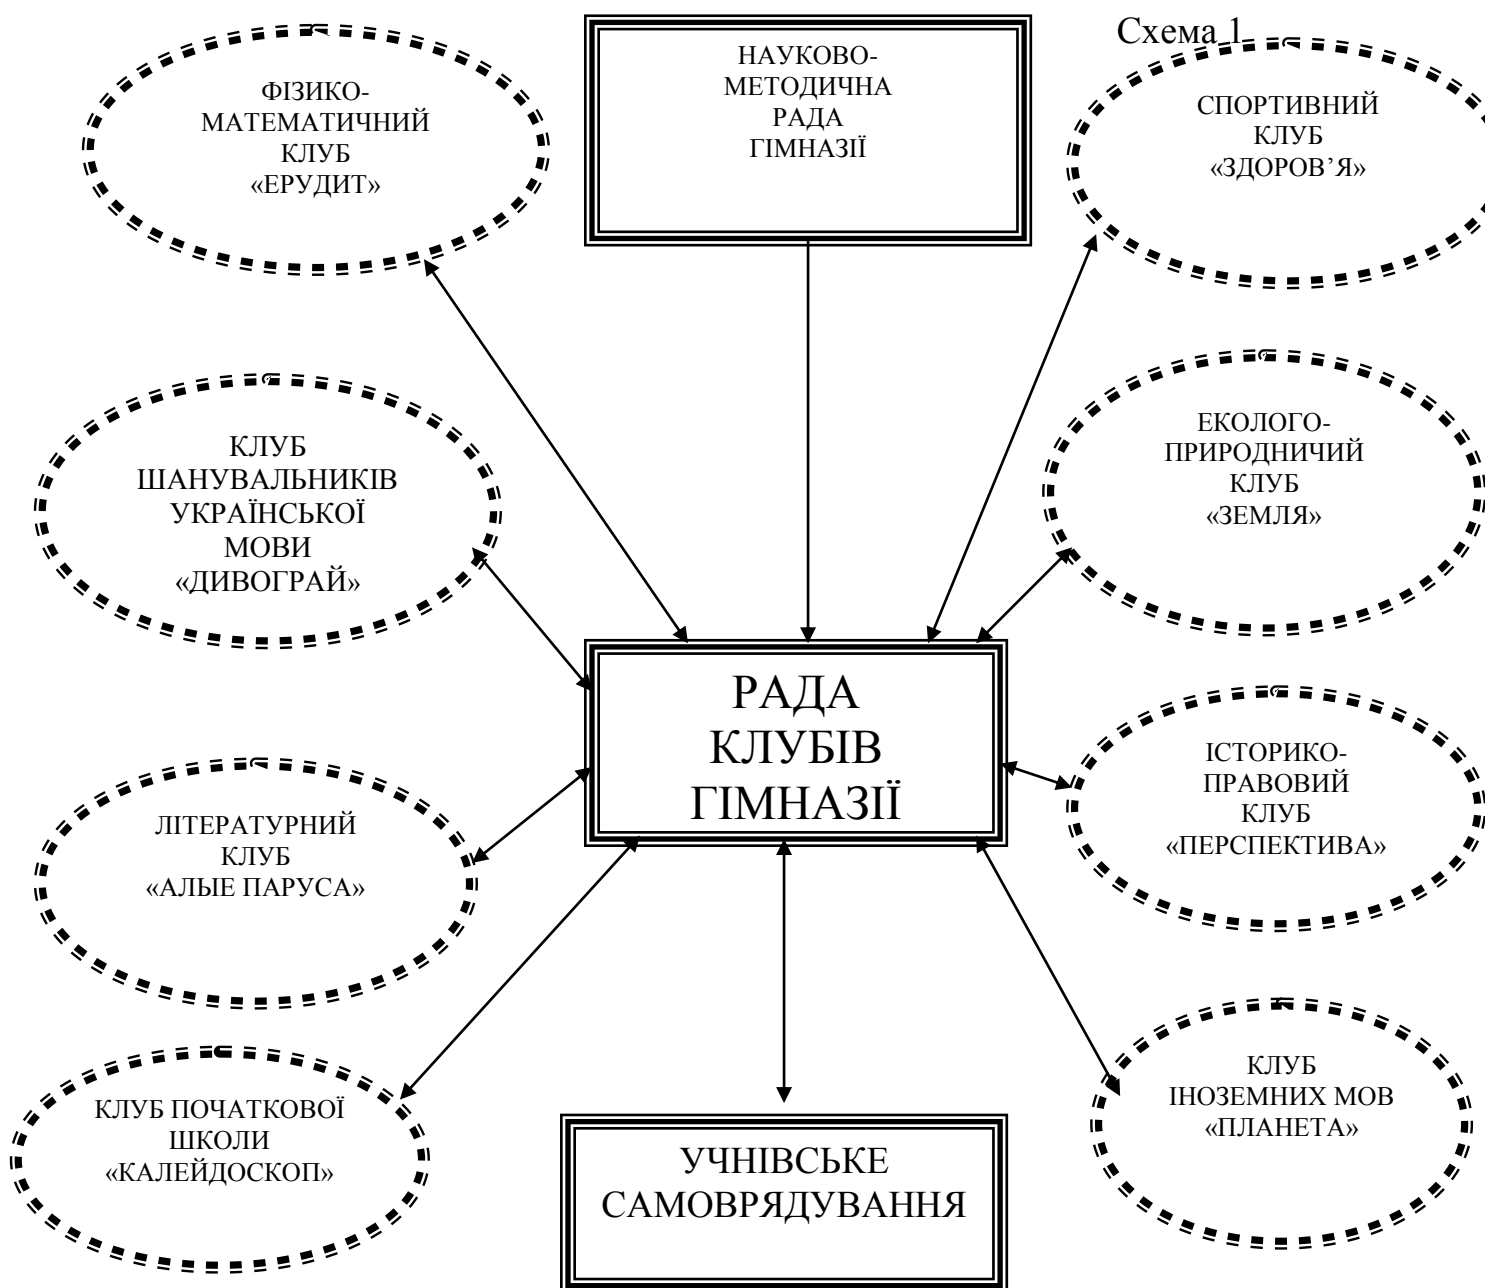 Схема 1
ФІЗИКО-
МАТЕМАТИЧНИЙ
КЛУБ
«ЕРУДИТ»
НАУКОВО-
МЕТОДИЧНА
РАДА
ГІМНАЗІЇ
СПОРТИВНИЙ
КЛУБ
«ЗДОРОВ’Я»
КЛУБ
ШАНУВАЛЬНИКІВ
УКРАЇНСЬКОЇ
МОВИ
«ДИВОГРАЙ»
ЕКОЛОГО-
ПРИРОДНИЧИЙ
КЛУБ
«ЗЕМЛЯ»
РАДА
КЛУБІВ
ГІМНАЗІЇ
ЛІТЕРАТУРНИЙ
КЛУБ
«АЛЫЕ ПАРУСА»
ІСТОРИКО-
ПРАВОВИЙ
КЛУБ
«ПЕРСПЕКТИВА»
КЛУБ ПОЧАТКОВОЇ
ШКОЛИ
«КАЛЕЙДОСКОП»
УЧНІВСЬКЕ
САМОВРЯДУВАННЯ
КЛУБ
ІНОЗЕМНИХ МОВ
«ПЛАНЕТА»